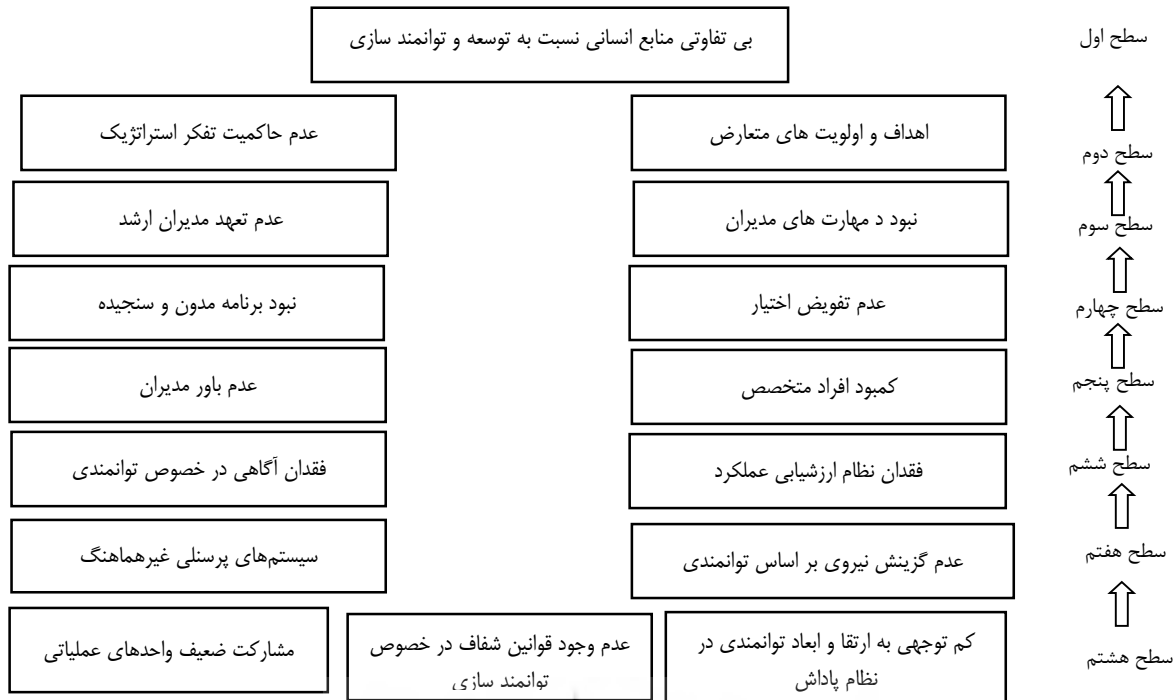 سطح اول
بی تفاوتی منابع انسانی نسبت به توسعه و توانمند سازی
سطح دوم
اهداف و اولویت های متعارض
عدم حاکمیت تفکر استراتژیک
سطح سوم
نبود د مهارت های مدیران
عدم تعهد مدیران ارشد
سطح چهارم
عدم تفویض اختیار
نبود برنامه مدون و سنجیده
سطح پنجم
کمبود افراد متخصص
عدم باور مدیران
سطح ششم
فقدان نظام ارزشیابی عملکرد
فقدان آگاهی در خصوص توانمندی
سطح هفتم
عدم گزینش نیروی بر اساس توانمندی
سیستم‌های پرسنلی غیرهماهنگ
سطح هشتم
کم توجهی به ارتقا و ابعاد توانمندی در
نظام پاداش
عدم وجود قوانین شفاف در خصوص
توانمند سازی
مشارکت ضعیف واحدهای عملیاتی